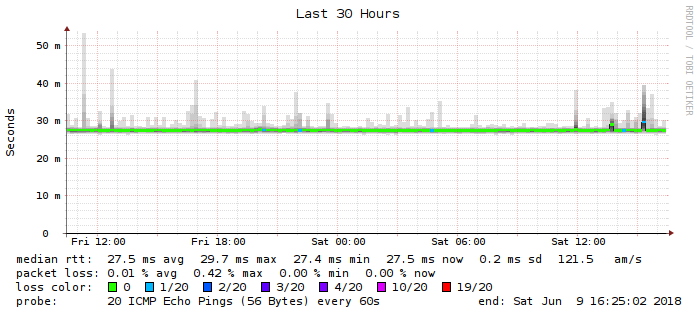 Last 30 Hours
RRDTOOL / TOBI OETIKER
Seconds
50 m
40 m
30 m
20 m
10 m
0
Fri 12:00 Fri 18:00 Sat 00:00 Sat 06:00 Sat 12:00
median rtt: 27.5 ms avg 29.7 ms max 27.4 ms min 27.5 ms now 0.2 ms sd 121.5 am/s
packet loss: 0.01 % avg 0.42 % max 0.00 % min 0.00 % now
loss color: 0 1/20 2/20 3/20 4/20 10/20 19/20
probe: 20 ICMP Echo Pings (56 Bytes) every 60s end: Sat Jun 9 16:25:02 2018